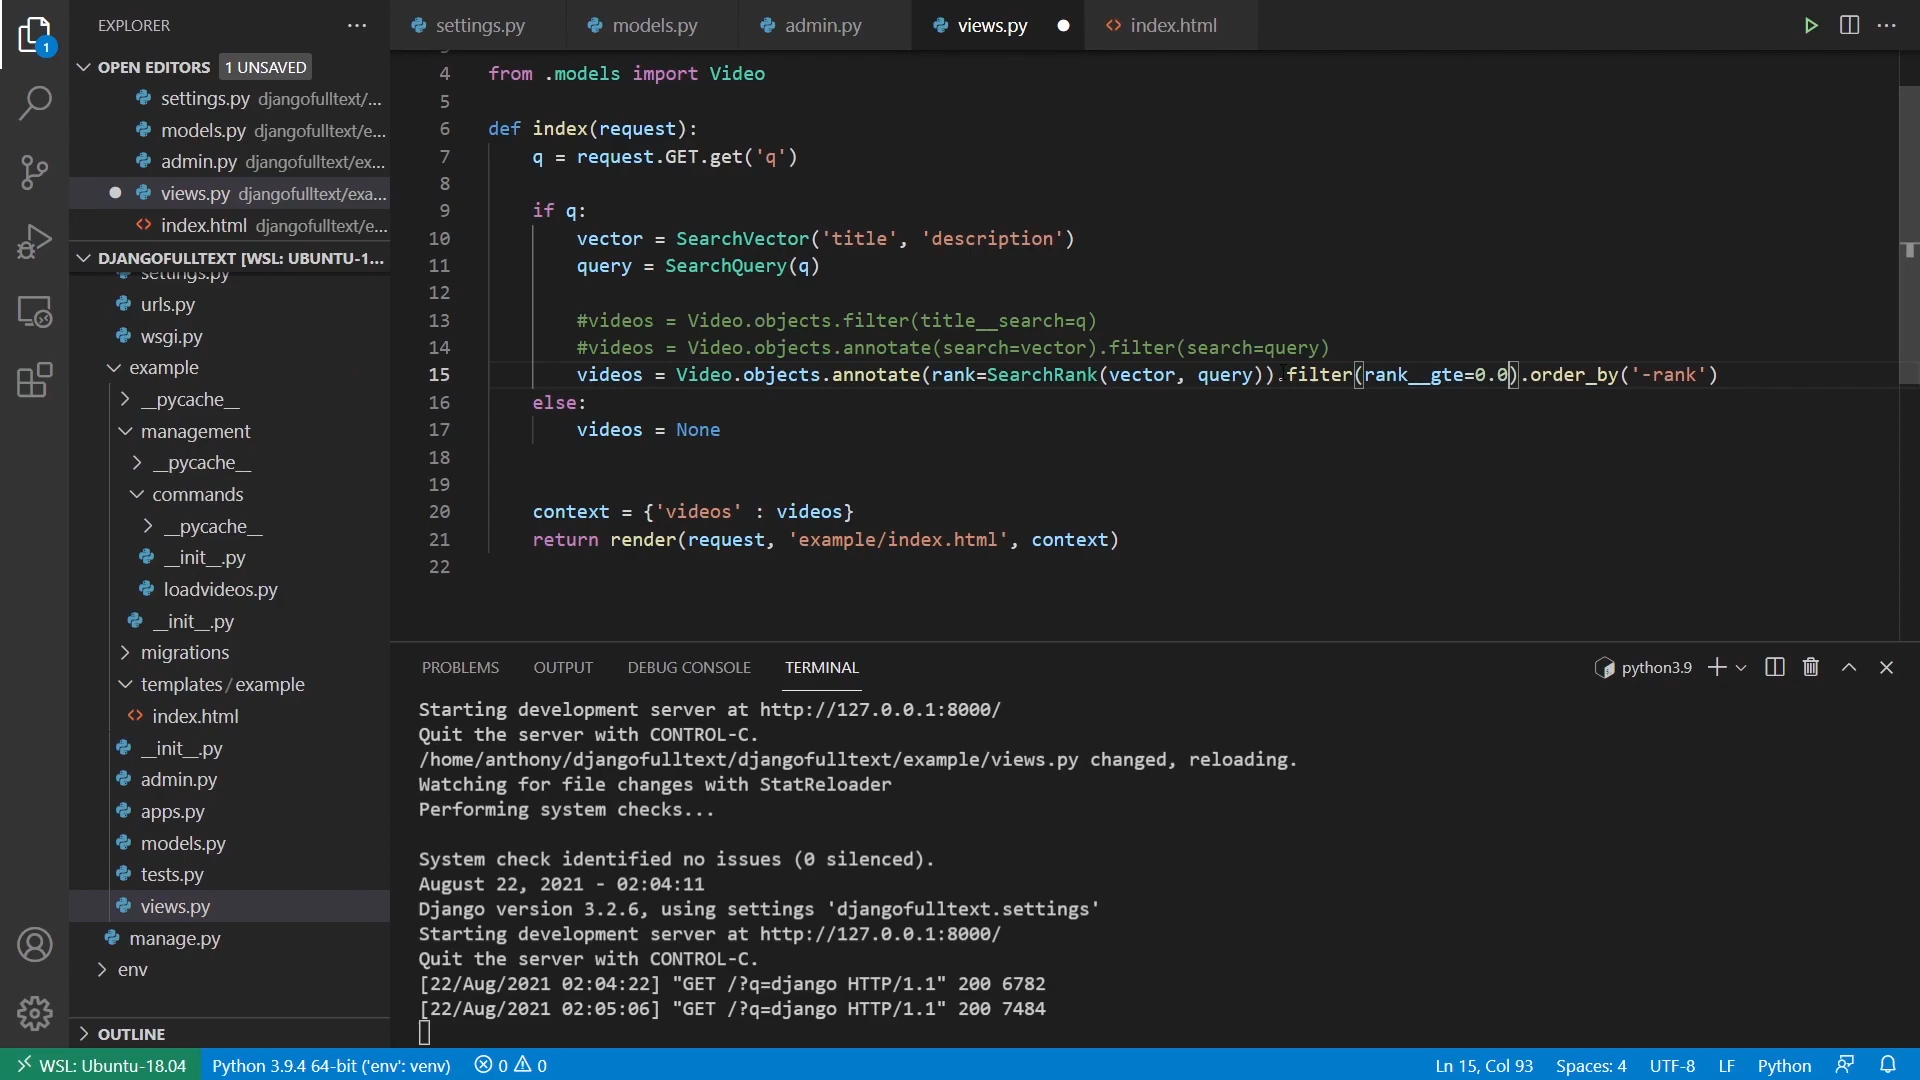 EXPLORER
settings.py
models.py
admin.py
views.py
index.html
1
OPEN EDITORS
1 UNSAVED
settings.py djangofulltext/...
models.py djangofulltext/e...
admin.py djangofulltext/ex...
views.py djangofulltext/exa...
index.html djangofulltext/e...
DJANGOFULLTEXT [WSL: UBUNTU-1...
settings.py
urls.py
wsgi.py
example
__pycache__
management
__pycache__
commands
__pycache__
__init__.py
loadvideos.py
__init__.py
migrations
templates/example
index.html
__init__.py
admin.py
apps.py
models.py
tests.py
views.py
manage.py
env
OUTLINE
4 from .models import Video
5
6 def index(request):
7 q = request.GET.get('q')
8
9 if q:
10 vector = SearchVector('title', 'description')
11 query = SearchQuery(q)
12
13 #videos = Video.objects.filter(title__search=q)
14 #videos = Video.objects.annotate(search=vector).filter(search=query)
15 videos = Video.objects.annotate(rank=SearchRank(vector, query)).filter(rank__gte=0.0).order_by('-rank')
16 else:
17 videos = None
18
19
20 context = {'videos' : videos}
21 return render(request, 'example/index.html', context)
22
PROBLEMS OUTPUT DEBUG CONSOLE TERMINAL
python3.9
Starting development server at http://127.0.0.1:8000/
Quit the server with CONTROL-C.
/home/anthony/djangofulltext/djangofulltext/example/views.py changed, reloading.
Watching for file changes with StatReloader
Performing system checks...
System check identified no issues (0 silenced).
August 22, 2021 - 02:04:11
Django version 3.2.6, using settings 'djangofulltext.settings'
Starting development server at http://127.0.0.1:8000/
Quit the server with CONTROL-C.
[22/Aug/2021 02:04:22] "GET /?q=django HTTP/1.1" 200 6782
[22/Aug/2021 02:05:06] "GET /?q=django HTTP/1.1" 200 7484
WSL: Ubuntu-18.04 Python 3.9.4 64-bit ('env': venv) 0 0 Ln 15, Col 93 Spaces: 4 UTF-8 LF Python